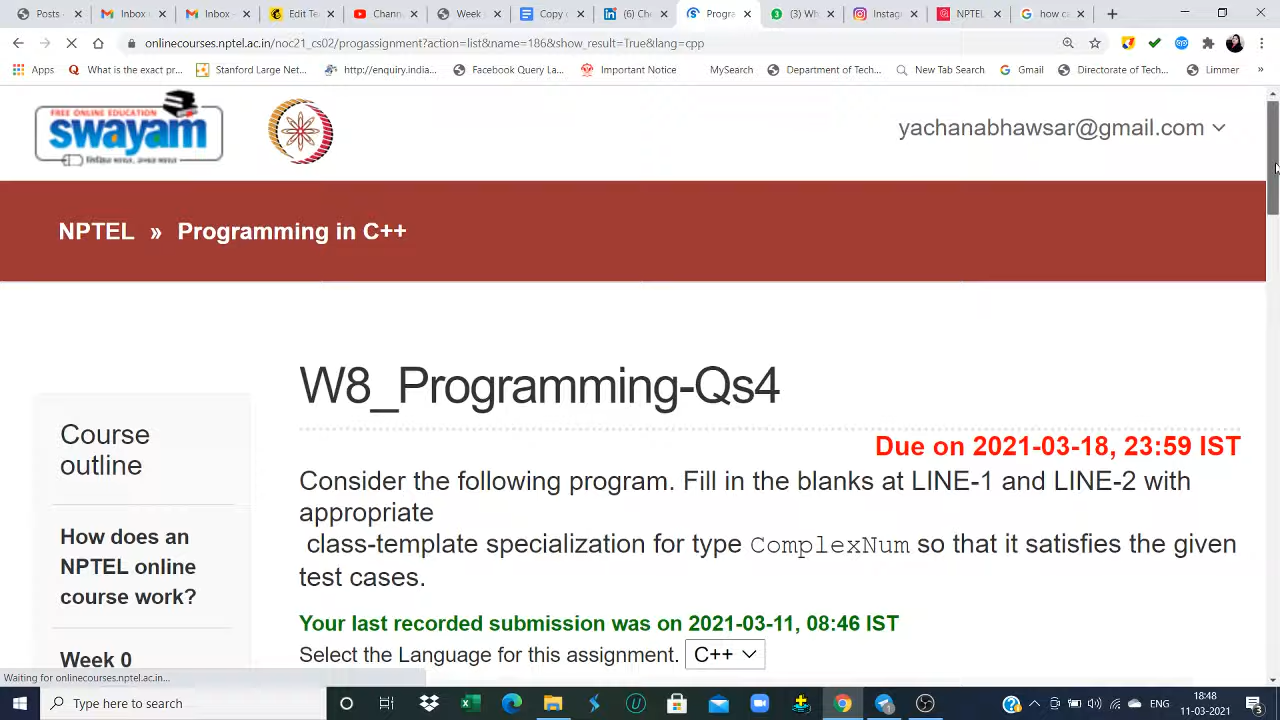 Posts
Inbox
Inbox
Edit Te
Chann
Week
Copy c
(6) Ch
Progra
(3) Wh
Instag
NPTEL
how ca
onlinecourses.nptel.ac.in/noc21_cs02/progassignment?action=list&name=186&show_result=True&lang=cpp
Apps
What is the exact pr...
Stanford Large Net...
http://enquiry.india...
Facebook Query La...
Important Notice
MySearch
Department of Tec...
New Tab Search
Gmail
Directorate of Tech...
Limmer
»
FREE ONLINE EDUCATION
swayam
yachanabhawsar@gmail.com
NPTEL » Programming in C++
W8_Programming-Qs4
Due on 2021-03-18, 23:59 IST
Course
outline
How does an
NPTEL online
course work?
Week 0
Consider the following program. Fill in the blanks at LINE-1 and LINE-2 with
appropriate
class-template specialization for type ComplexNum so that it satisfies the given
test cases.
Your last recorded submission was on 2021-03-11, 08:46 IST
Select the Language for this assignment. C++
Waiting for onlinecourses.nptel.ac.in...
Type here to search
ENG
18:48
11-03-2021
3